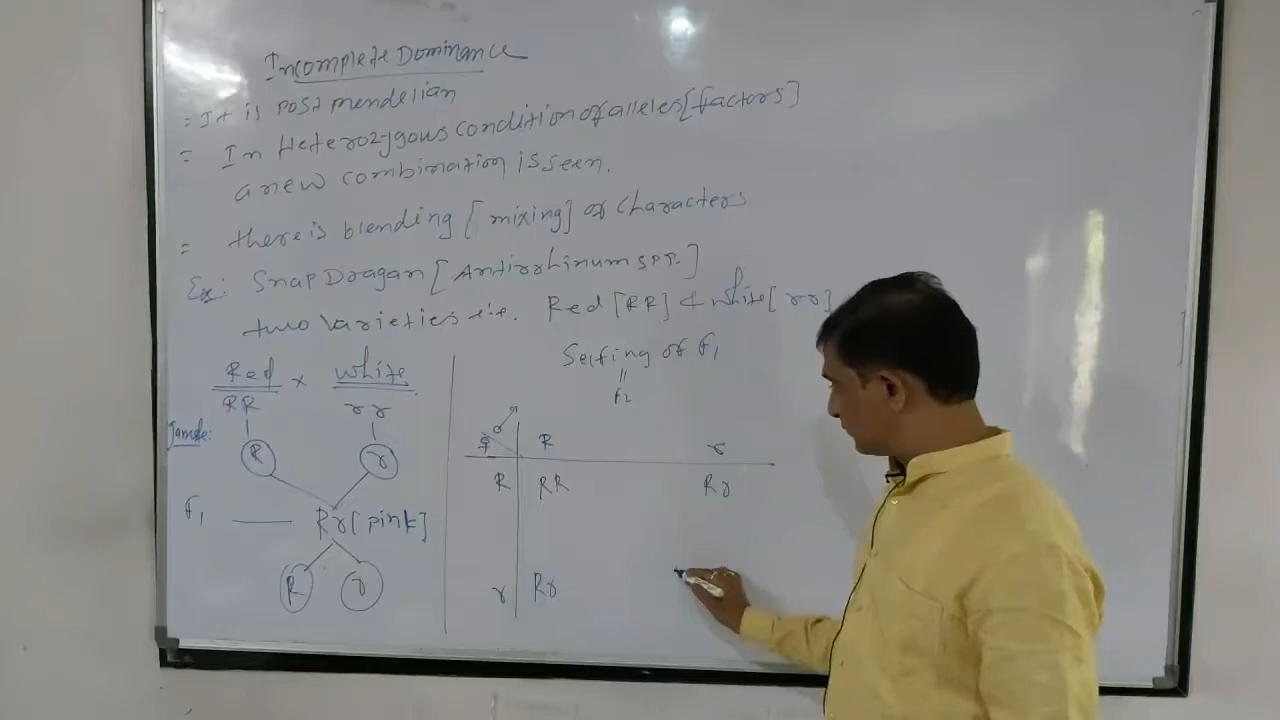 Incomplete Dominance
= It is Post mendelian
= In Heterozygous condition of alleles [factors]
a new combination is seen.
= there is blending [mixing] of characters
Ex: Snap Dragan [Antirrhinum spp.]
two varieties i.e. Red [RR] & white [rr]
Red × white
RR rr
Jamete:
R r
F1 — Rr [pink]
R r
Selfing of F1
=
F2
♀ ♂ R r
R RR Rr
r Rr